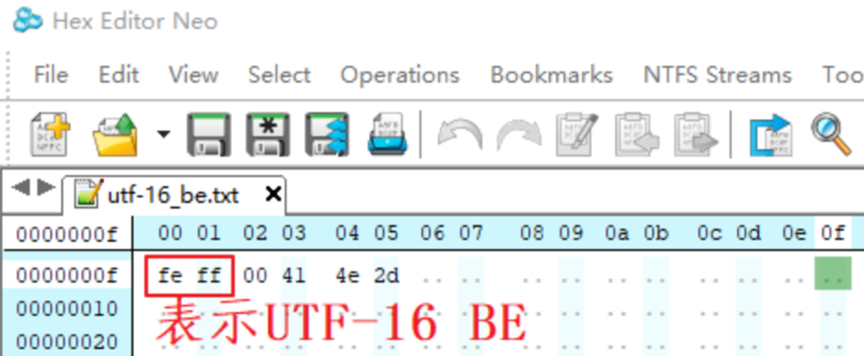 Hex Editor Neo
File Edit View Select Operations Bookmarks NTFS Streams Too
utf-16_be.txt
0000000f 00 01 02 03 04 05 06 07 08 09 0a 0b 0c 0d 0e 0f
0000000f fe ff 00 41 4e 2d .. .. .. .. .. .. .. .. .. ..
00000010 .. .. .. .. .. .. .. .. .. .. .. .. .. .. .. ..
表示UTF-16 BE
00000020 .. .. .. .. .. .. .. .. .. .. .. .. .. .. .. ..